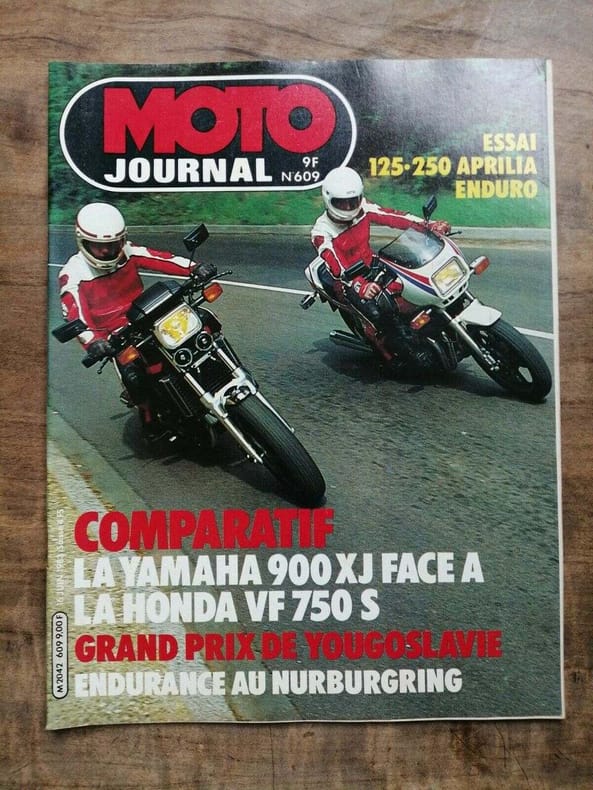 MOTO
JOURNAL
9F
N°609
ESSAI
125•250 APRILIA
ENDURO
COMPARATIF
LA YAMAHA 900 XJ FACE A
LA HONDA VF 750 S
GRAND PRIX DE YOUGOSLAVIE
ENDURANCE AU NURBURGRING
M 2042 609 9.00 F
JUIN